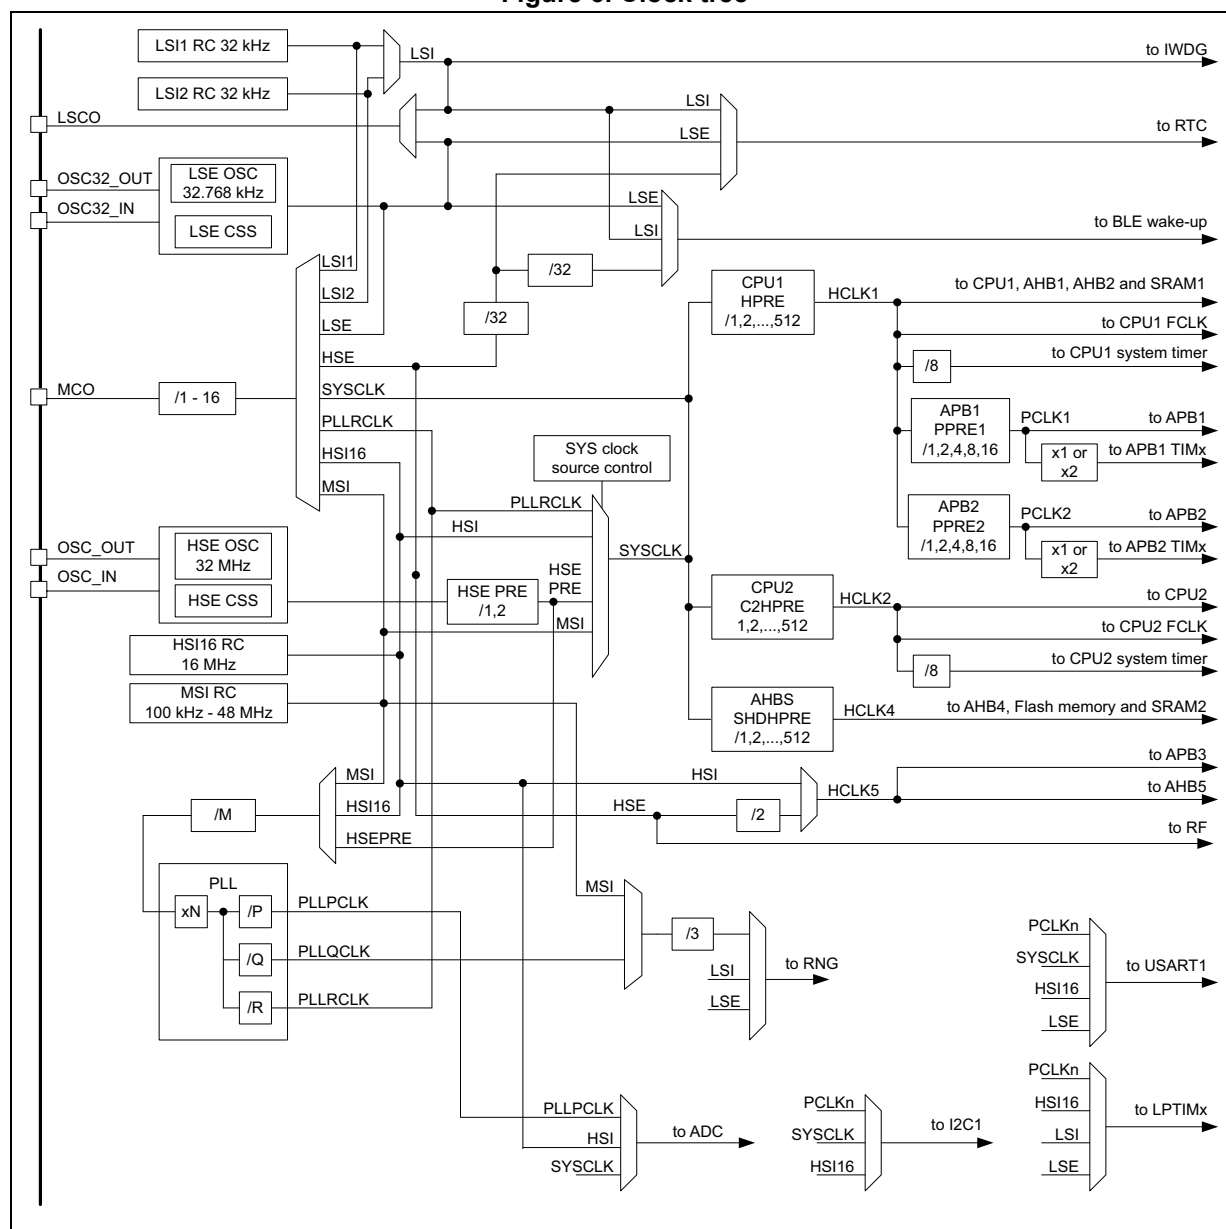 LSI1 RC 32 kHz
LSI
to IWDG
LSI2 RC 32 kHz
LSCO
LSI
LSE
to RTC
OSC32_OUT
LSE OSC
32.768 kHz
OSC32_IN
LSE CSS
LSE
LSI
to BLE wake-up
LSI1
/32
LSI2
/32
LSE
HSE
CPU1
HPRE
/1,2,...,512
HCLK1
to CPU1, AHB1, AHB2 and SRAM1
to CPU1 FCLK
to CPU1 system timer
/8
MCO
/1 - 16
SYSCLK
PLLRCLK
HSI16
MSI
APB1
PPRE1
/1,2,4,8,16
PCLK1
to APB1
x1 or
x2
to APB1 TIMx
SYS clock
source control
PLLRCLK
HSI
SYSCLK
APB2
PPRE2
/1,2,4,8,16
PCLK2
to APB2
x1 or
x2
to APB2 TIMx
OSC_OUT
HSE OSC
32 MHz
OSC_IN
HSE CSS
HSE PRE
/1,2
HSE
PRE
MSI
CPU2
C2HPRE
1,2,...,512
HCLK2
to CPU2
to CPU2 FCLK
to CPU2 system timer
/8
HSI16 RC
16 MHz
MSI RC
100 kHz - 48 MHz
AHBS
SHDHPRE
/1,2,...,512
HCLK4
to AHB4, Flash memory and SRAM2
to APB3
MSI
HSI
HCLK5
to AHB5
/M
HSI16
HSE
/2
to RF
HSEPRE
PLL
xN
/P
PLLPCLK
MSI
/Q
PLLQCLK
/3
/R
PLLRCLK
LSI
LSE
to RNG
PCLKn
SYSCLK
HSI16
LSE
to USART1
PCLKn
HSI16
LSI
LSE
to LPTIMx
PLLPCLK
HSI
SYSCLK
to ADC
PCLKn
SYSCLK
HSI16
to I2C1